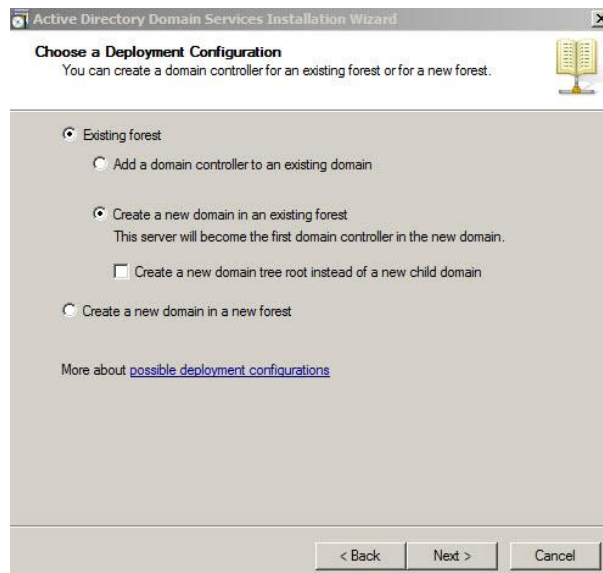 Active Directory Domain Services Installation Wizard
Choose a Deployment Configuration
You can create a domain controller for an existing forest or for a new forest.
Existing forest
Add a domain controller to an existing domain
Create a new domain in an existing forest
This server will become the first domain controller in the new domain.
Create a new domain tree root instead of a new child domain
Create a new domain in a new forest
More about possible deployment configurations
< Back Next > Cancel